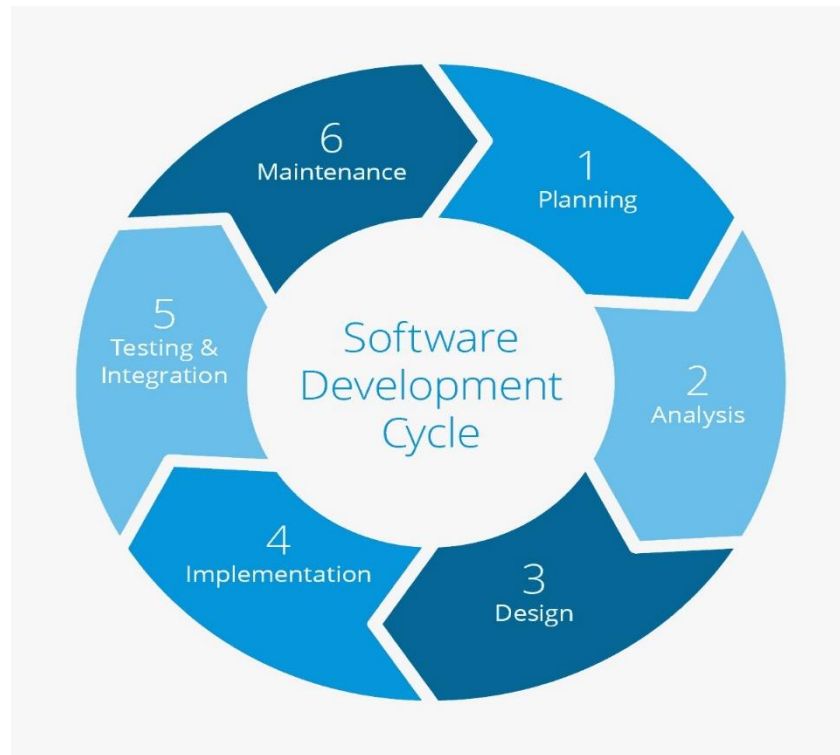 Software
Development
Cycle
1
Planning
2
Analysis
3
Design
4
Implementation
5
Testing &
Integration
6
Maintenance